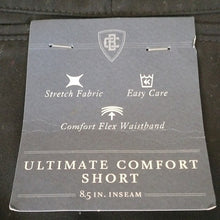 Stretch Fabric Easy Care
Comfort Flex Waistband
ULTIMATE COMFORT
SHORT
8.5 IN. INSEAM